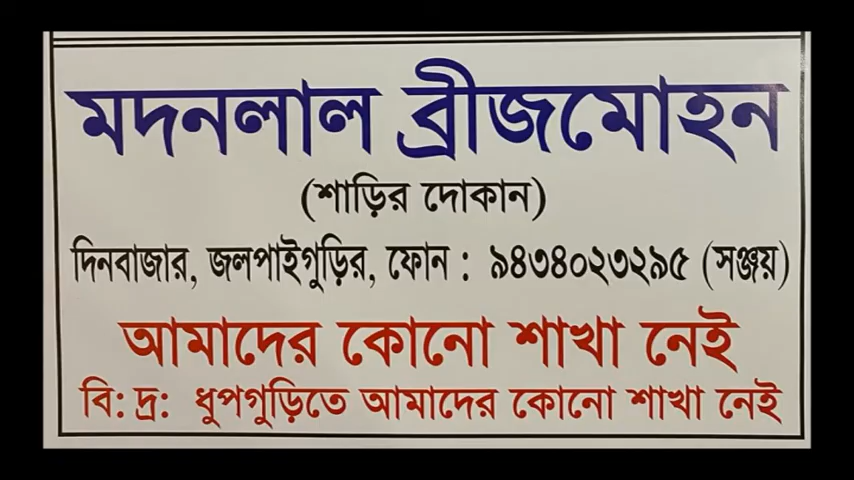 মদনলাল ব্রীজমোহন
(শাড়ির দোকান)
দিনবাজার, জলপাইগুড়ির, ফোন : ৯৪৩৪০২৩২৯৫ (সঞ্জয়)
আমাদের কোনো শাখা নেই
বি: দ্র: ধুপগুড়িতে আমাদের কোনো শাখা নেই